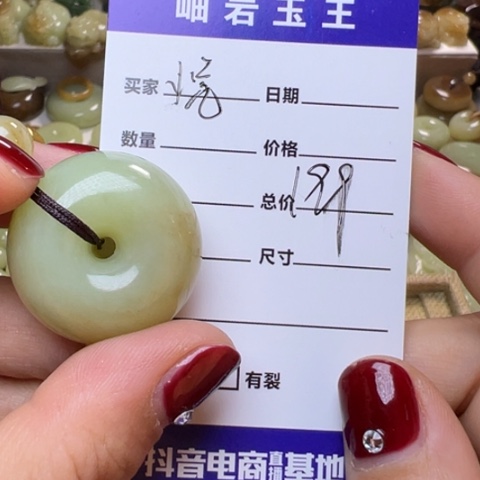 岫岩玉王
买家 日期
数量 价格
总价 199
尺寸
有裂
抖音电商直播基地